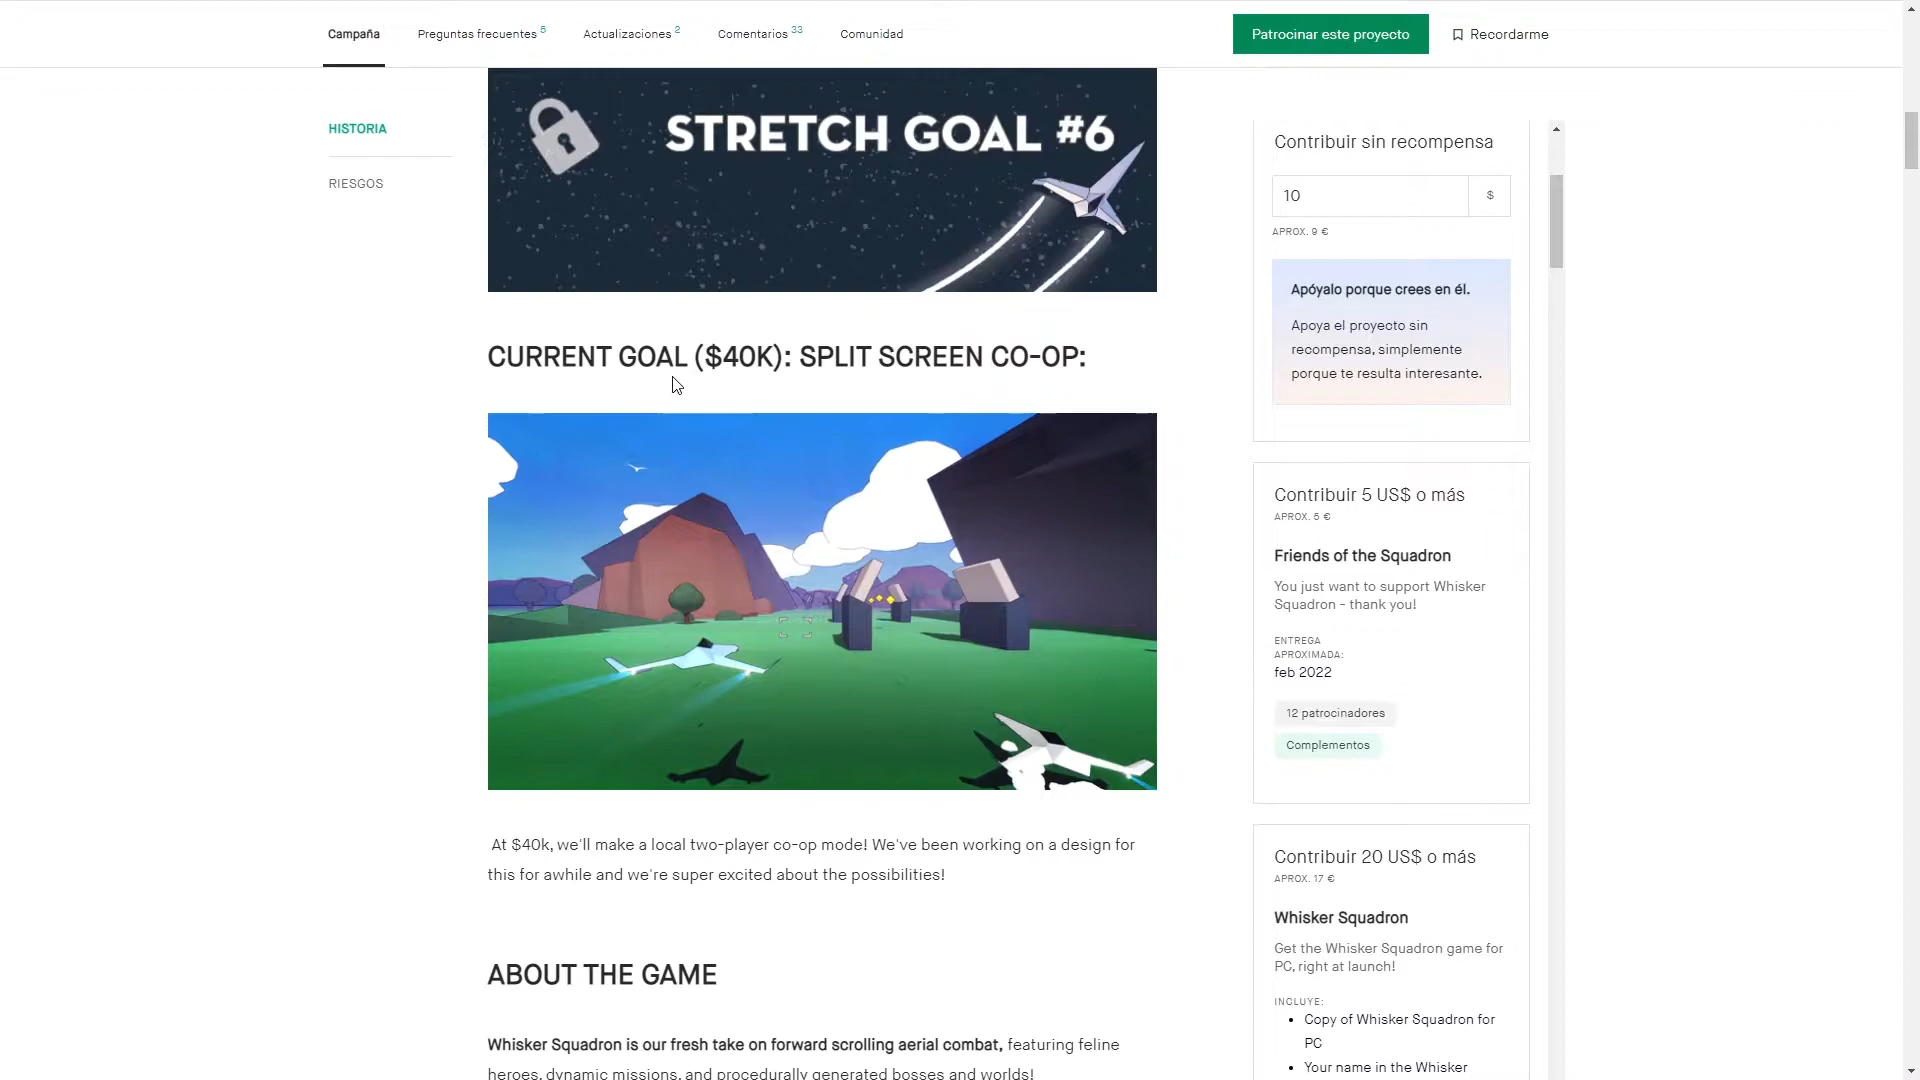 Campaña
Preguntas frecuentes 5
Actualizaciones 2
Comentarios 33
Comunidad
Patrocinar este proyecto
Recordarme
HISTORIA
RIESGOS
STRETCH GOAL #6
CURRENT GOAL ($40K): SPLIT SCREEN CO-OP:
At $40k, we'll make a local two-player co-op mode! We've been working on a design for
this for awhile and we're super excited about the possibilities!
ABOUT THE GAME
Whisker Squadron is our fresh take on forward scrolling aerial combat, featuring feline
heroes, dynamic missions, and procedurally generated bosses and worlds!
Contribuir sin recompensa
10 $
APROX. 9 €
Apóyalo porque crees en él.
Apoya el proyecto sin
recompensa, simplemente
porque te resulta interesante.
Contribuir 5 US$ o más
APROX. 5 €
Friends of the Squadron
You just want to support Whisker
Squadron - thank you!
ENTREGA
APROXIMADA:
feb 2022
12 patrocinadores
Complementos
Contribuir 20 US$ o más
APROX. 17 €
Whisker Squadron
Get the Whisker Squadron game for
PC, right at launch!
INCLUYE:
• Copy of Whisker Squadron for
PC
• Your name in the Whisker